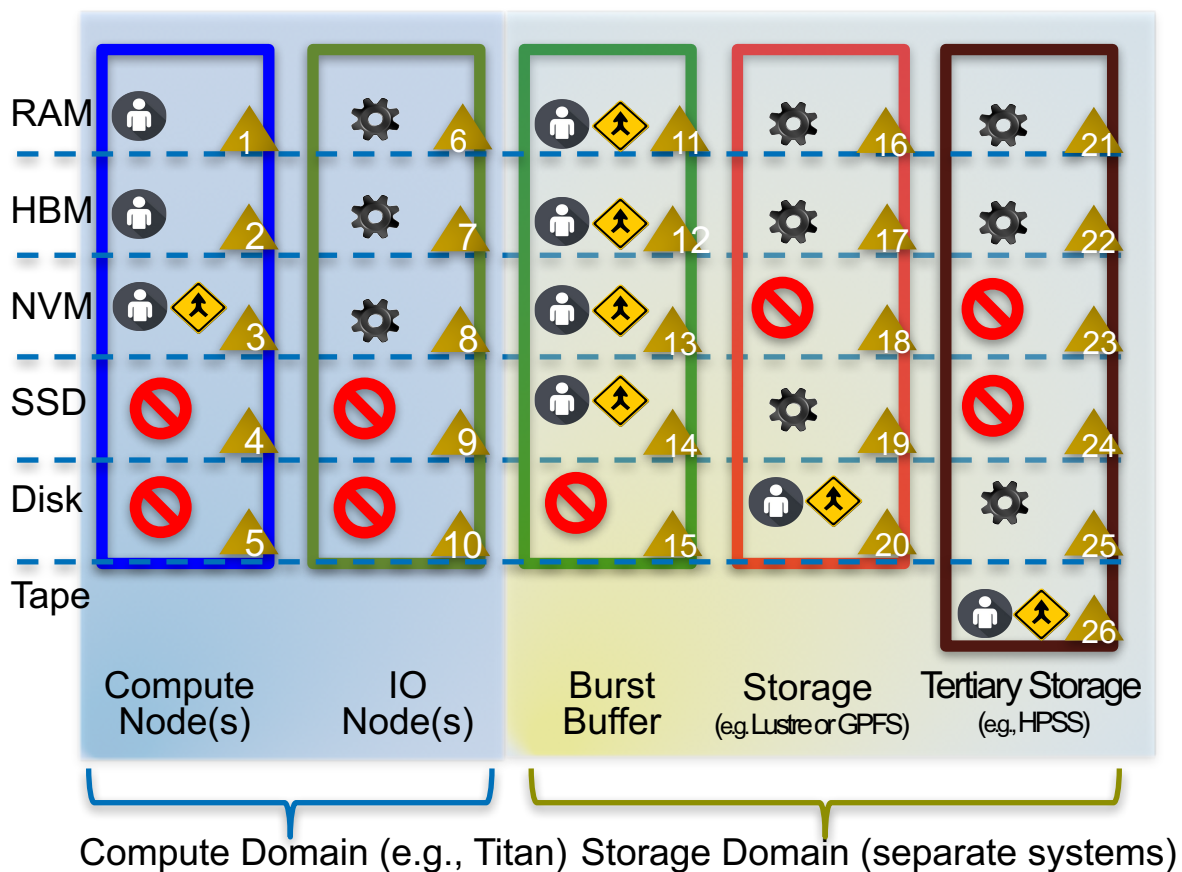 RAM 1 6 11 16 21
HBM 2 7 12 17 22
NVM 3 8 13 18 23
SSD 4 9 14 19 24
Disk 5 10 15 20 25
Tape 26
Compute Node(s)
IO Node(s)
Burst Buffer
Storage
(e.g. Lustre or GPFS)
Tertiary Storage
(e.g., HPSS)
Compute Domain (e.g., Titan)
Storage Domain (separate systems)